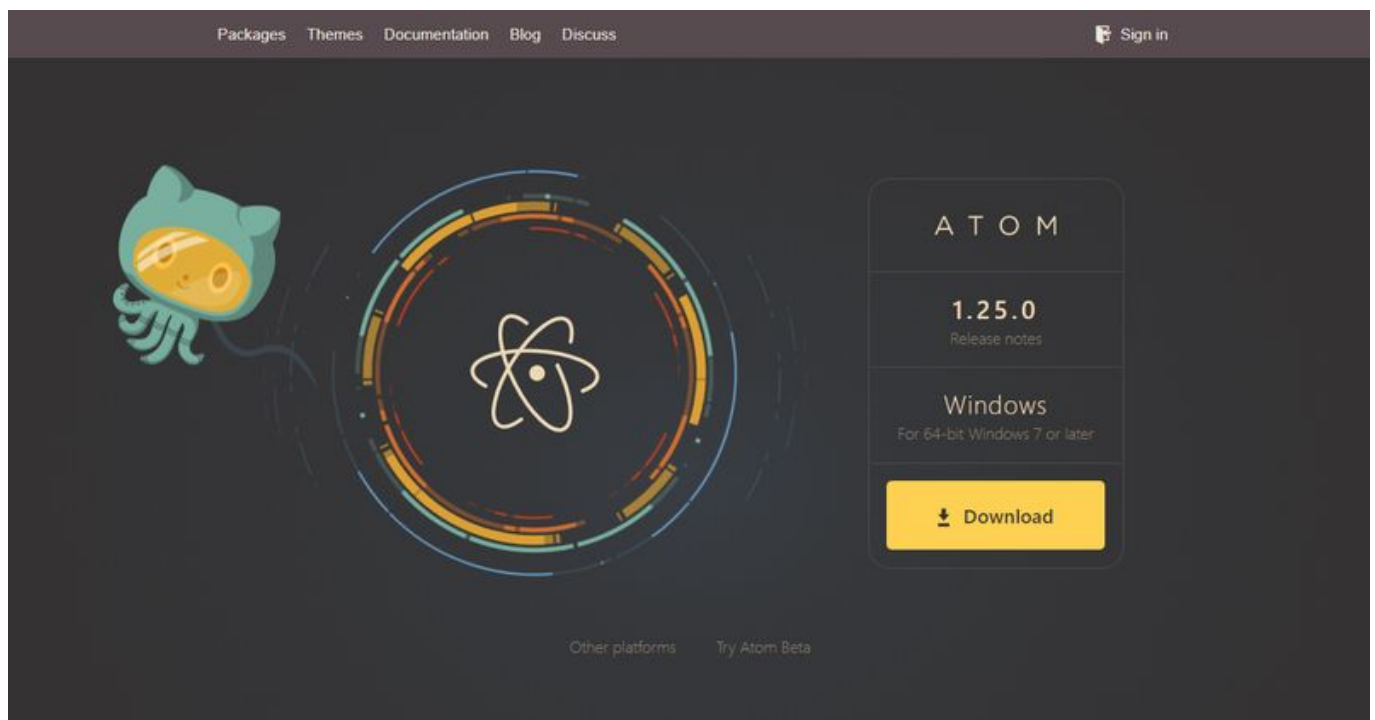 Packages Themes Documentation Blog Discuss Sign in
ATOM
1.25.0
Release notes
Windows
For 64-bit Windows 7 or later
Download
Other platforms Try Atom Beta